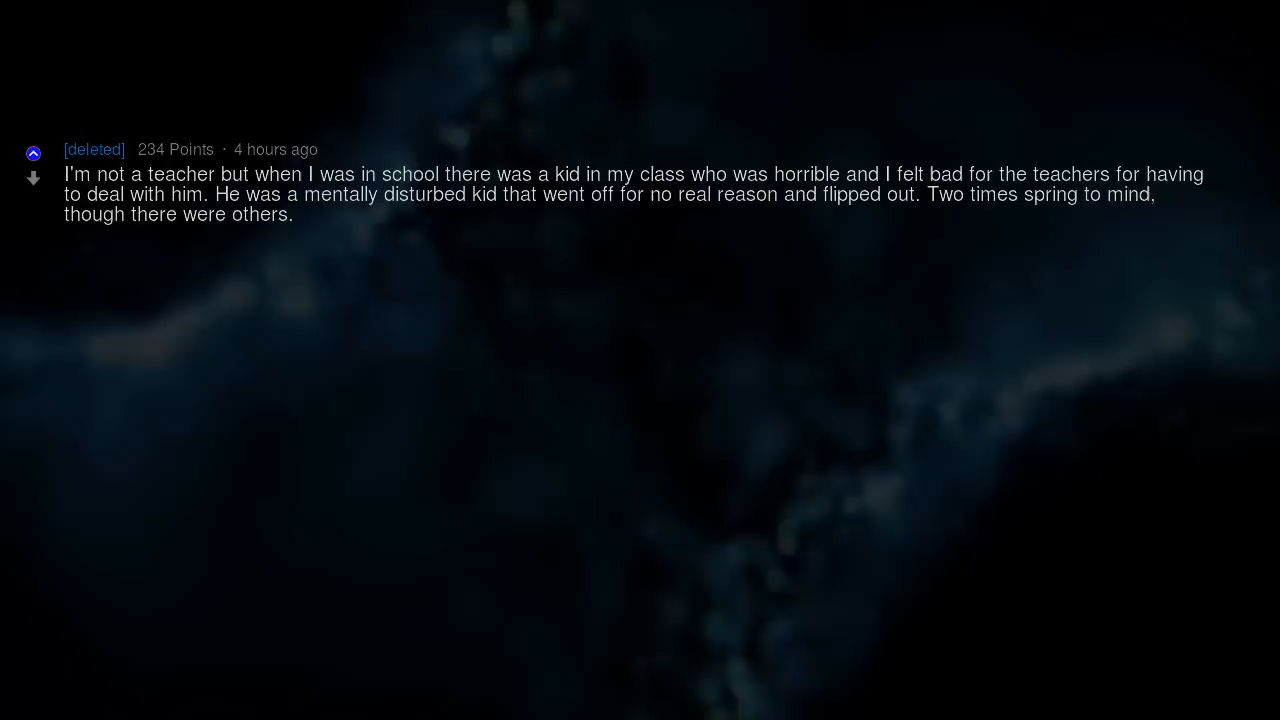 [deleted] 234 Points · 4 hours ago
I'm not a teacher but when I was in school there was a kid in my class who was horrible and I felt bad for the teachers for having
to deal with him. He was a mentally disturbed kid that went off for no real reason and flipped out. Two times spring to mind,
though there were others.